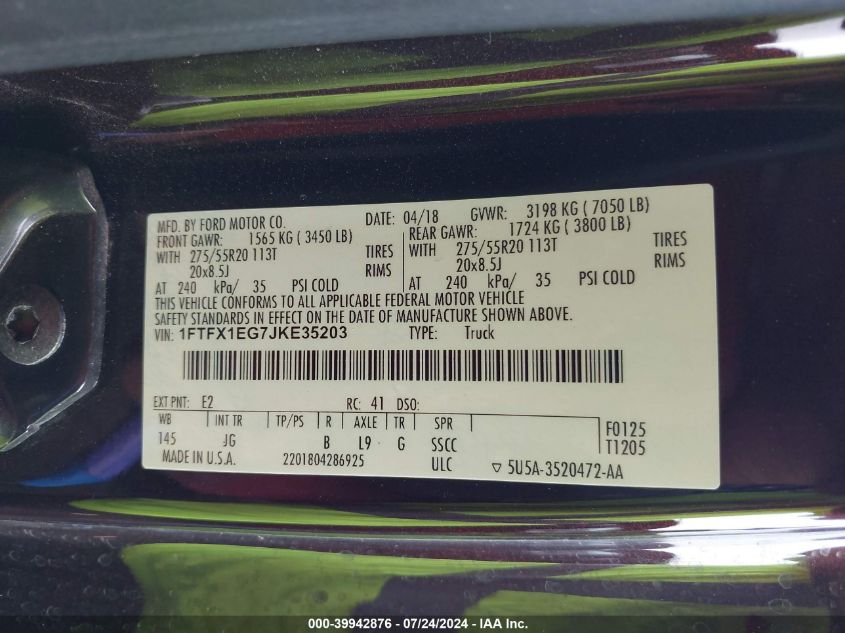 MFD. BY FORD MOTOR CO. DATE: 04/18 GVWR: 3198 KG (7050 LB)
FRONT GAWR: 1565 KG (3450 LB) REAR GAWR: 1724 KG (3800 LB)
WITH 275/55R20 113T TIRES WITH 275/55R20 113T TIRES
20x8.5J RIMS 20x8.5J RIMS
AT 240 kPa/ 35 PSI COLD AT 240 kPa/ 35 PSI COLD
THIS VEHICLE CONFORMS TO ALL APPLICABLE FEDERAL MOTOR VEHICLE
SAFETY STANDARDS IN EFFECT ON THE DATE OF MANUFACTURE SHOWN ABOVE.
VIN: 1FTFX1EG7JKE35203 TYPE: Truck
EXT PNT: E2 RC: 41 DSO:
WB INT TR TP/PS R AXLE TR SPR F0125
145 JG B L9 G SSCC T1205
MADE IN U.S.A. 2201804286925 ULC ▽ 5U5A-3520472-AA
000-39942876 - 07/24/2024 - IAAI.COM